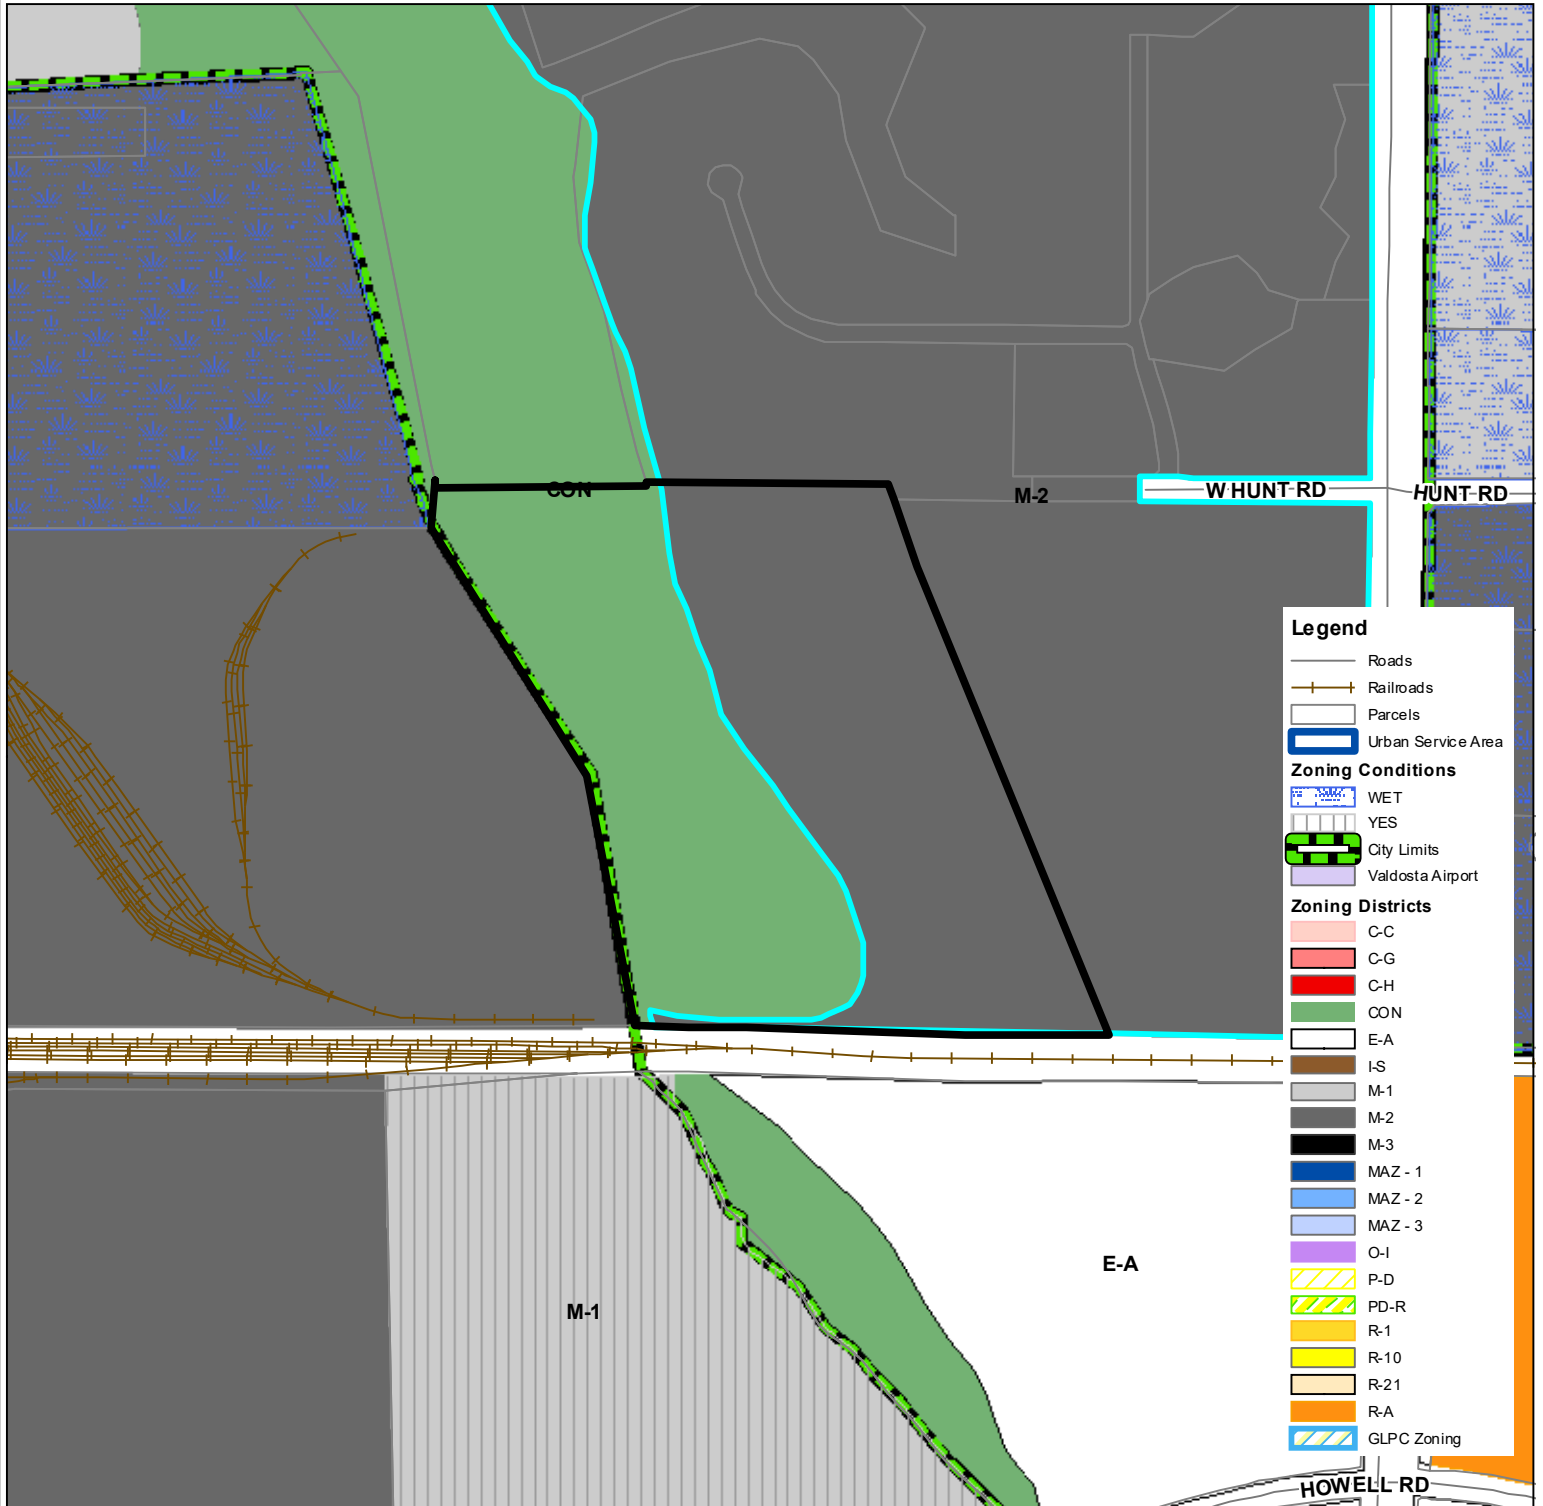 CON
M-2
W HUNT RD
HUNT RD
Legend
Roads
Railroads
Parcels
Urban Service Area
Zoning Conditions
WET
YES
City Limits
Valdosta Airport
Zoning Districts
C-C
C-G
C-H
CON
E-A
I-S
M-1
M-2
M-3
MAZ - 1
MAZ - 2
MAZ - 3
O-I
P-D
PD-R
R-1
R-10
R-21
R-A
GLPC Zoning
E-A
M-1
HOWELL RD